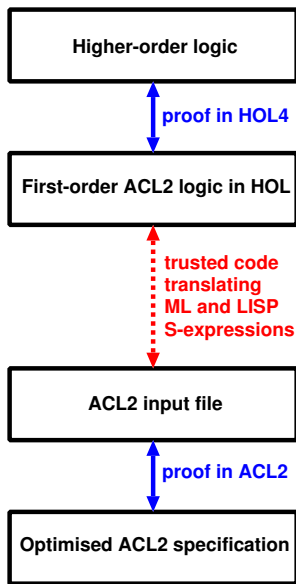 Higher-order logic
proof in HOL4
First-order ACL2 logic in HOL
trusted code
translating
ML and LISP
S-expressions
ACL2 input file
proof in ACL2
Optimised ACL2 specification